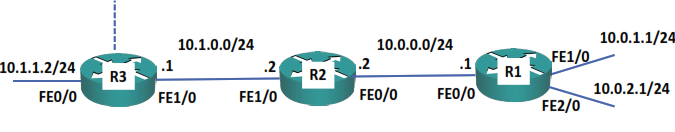 10.1.0.0/24
10.0.0.0/24
10.0.1.1/24
10.1.1.2/24
R3
.1
.2
R2
.2
.1
R1
FE1/0
FE0/0
FE1/0
FE1/0
FE0/0
FE0/0
FE2/0
10.0.2.1/24